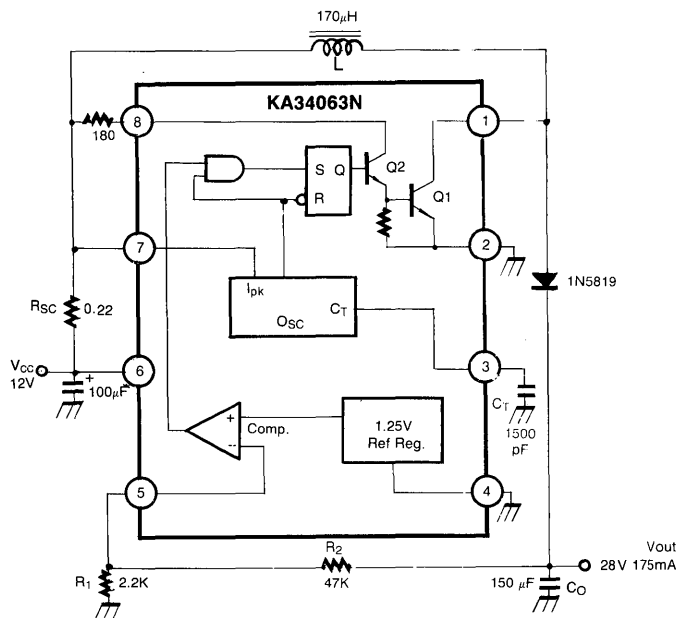 170μH
L
KA34063N
8
1
180
S Q
R
Q2
Q1
7
2
Ipk
CT
OSC
1N5819
RSC 0.22
VCC
12V
6
3
+
100μF
CT
1500
pF
+
Comp.
--
1.25V
Ref Reg.
5
4
R2
47K
R1 2.2K
Vout
28V 175mA
150 μF
CO